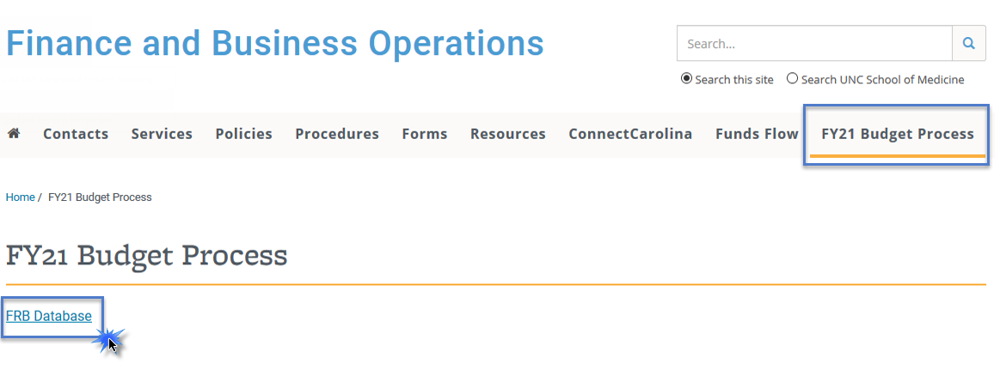 Finance and Business Operations
Search...
Search this site Search UNC School of Medicine
Contacts Services Policies Procedures Forms Resources ConnectCarolina Funds Flow FY21 Budget Process
Home / FY21 Budget Process
FY21 Budget Process
FRB Database